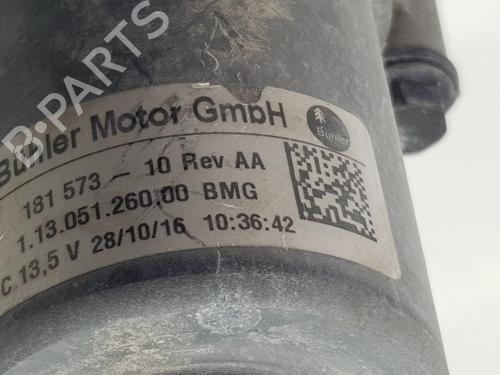 B-PARTS
Bühler Motor GmbH
Bühler
181 573 - 10 Rev AA
1.13.051.260.00 BMG
C 13,5 V 28/10/16 10:36:42